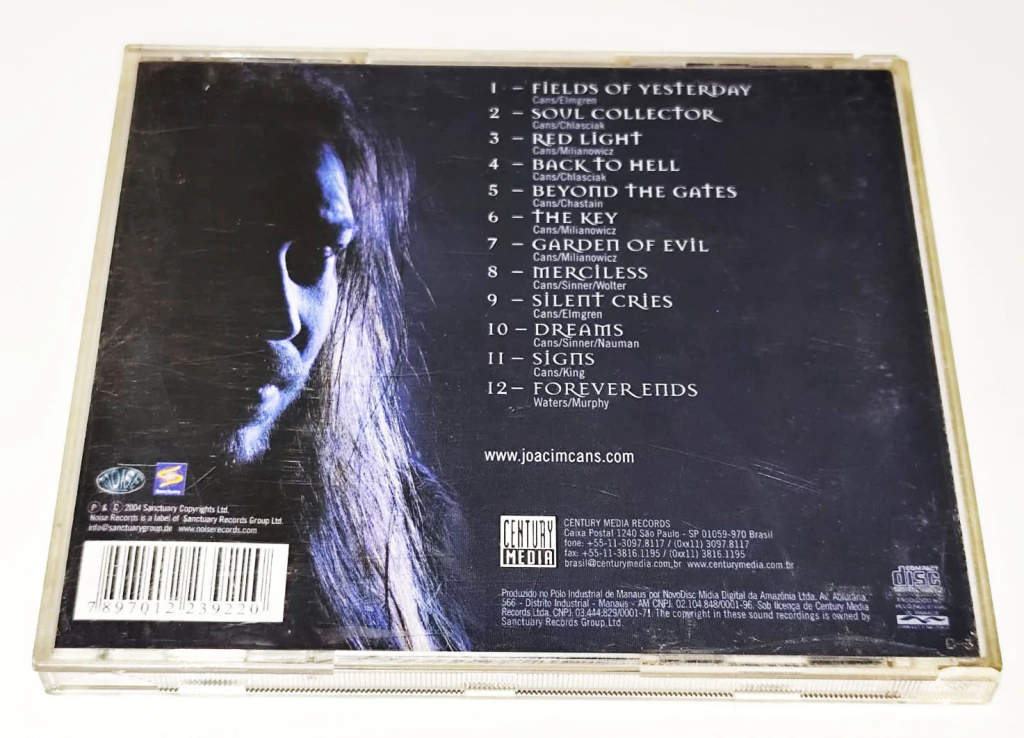 1 – FIELDS OF YESTERDAY
Cans/Elmgren
2 – SOUL COLLECTOR
Cans/Chlasciak
3 – RED LIGHT
Cans/Milianowicz
4 – BACK TO HELL
Cans/Chlasciak
5 – BEYOND THE GATES
Cans/Chastain
6 – THE KEY
Cans/Milianowicz
7 – GARDEN OF EVIL
Cans/Milianowicz
8 – MERCILESS
Cans/Sinner/Wolter
9 – SILENT CRIES
Cans/Elmgren
10 – DREAMS
Cans/Sinner/Nauman
11 – SIGNS
Cans/King
12 – FOREVER ENDS
Waters/Murphy
www.joacimcans.com
NOISE
Sanctuary
Ⓟ & © 2004 Sanctuary Copyrights Ltd.
Noise Records is a label of Sanctuary Records Group Ltd.
info@sanctuarygroup.de www.noiserecords.com
7 897012 239220
CENTURY
MEDIA
CENTURY MEDIA RECORDS
Caixa Postal 1240 São Paulo - SP 01059-970 Brasil
fone: +55-11-3097.8117 / (0xx11) 3097.8117
fax: +55-11-3816.1195 / (0xx11) 3816.1195
brasil@centurymedia.com.br www.centurymedia.com.br
Produzido no Pólo Industrial de Manaus por NovoDisc Mídia Digital da Amazônia Ltda. Av.
566 - Distrito Industrial - Manaus - AM CNPJ. 02.104.848/0001-96. Sob licença de Century Media
Records Ltda. CNPJ: 03.444.829/0001-71. The copyright in these sound recordings is owned by
Sanctuary Records Group.Ltd.
COMPACT
disc